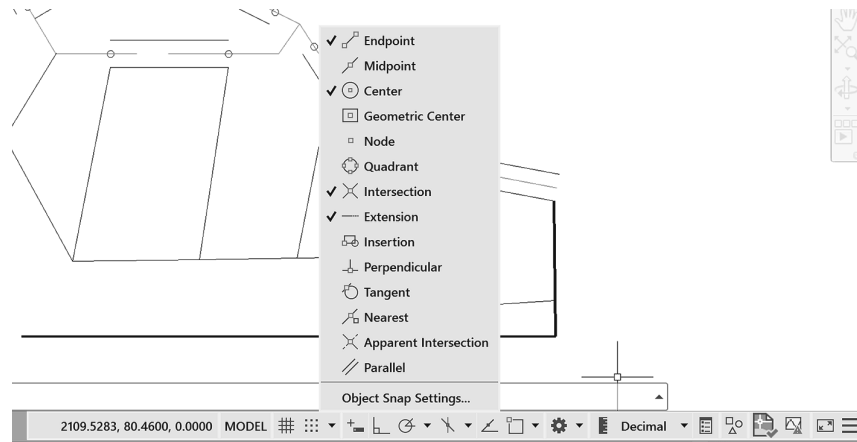 Endpoint
Midpoint
Center
Geometric Center
Node
Quadrant
Intersection
Extension
Insertion
Perpendicular
Tangent
Nearest
Apparent Intersection
Parallel
Object Snap Settings...
2109.5283, 80.4600, 0.0000 MODEL Decimal